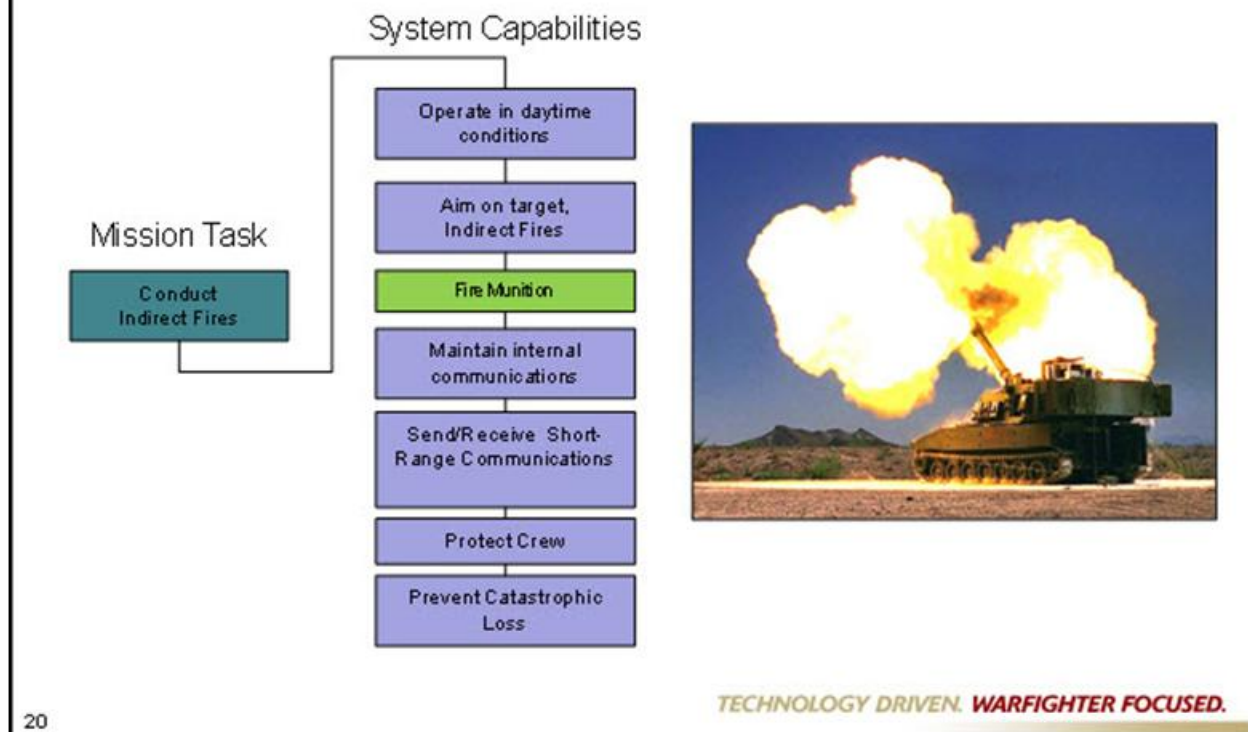 System Capabilities
Operate in daytime
conditions
Aim on target,
Indirect Fires
Mission Task
Conduct
Indirect Fires
Fire Munition
Maintain internal
communications
Send/Receive Short-
Range Communications
Protect Crew
Prevent Catastrophic
Loss
TECHNOLOGY DRIVEN. WARFIGHTER FOCUSED.
20